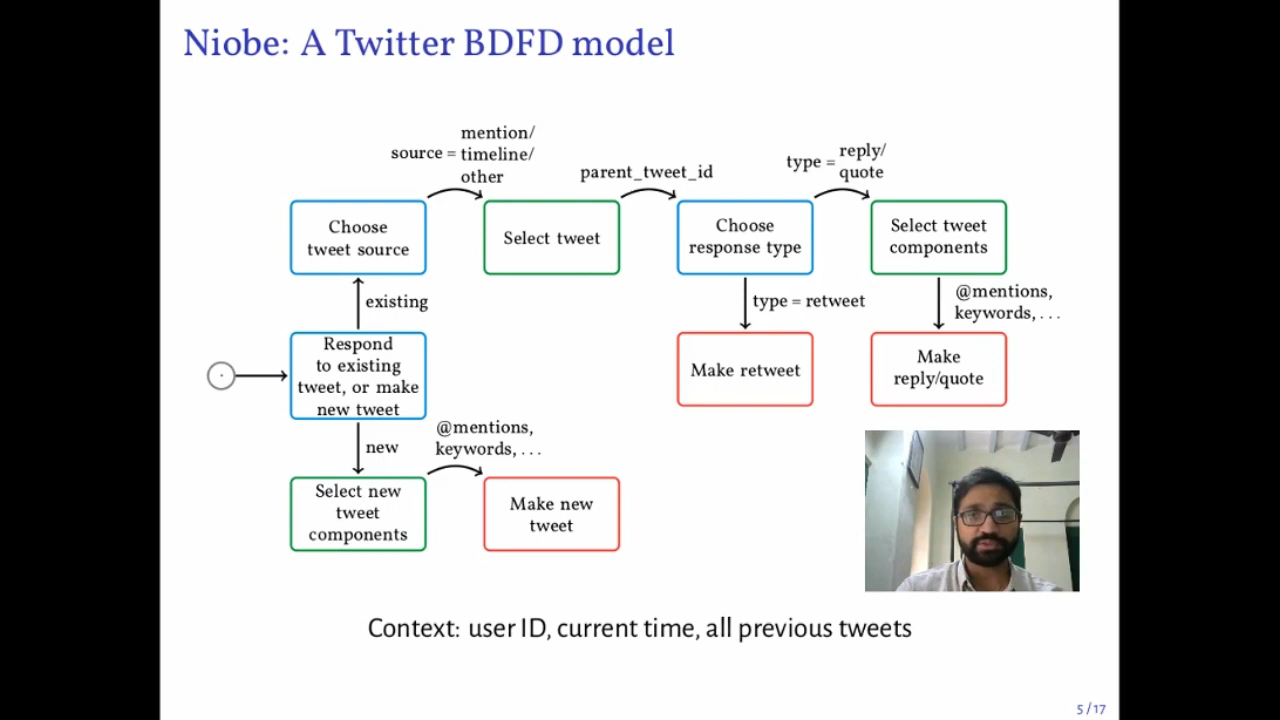 Niobe: A Twitter BDFD model
mention/
source = timeline/
other
parent_tweet_id
reply/
type =
quote
Choose
tweet source
Select tweet
Choose
response type
Select tweet
components
existing
type = retweet
@mentions,
keywords, . . .
Respond
to existing
tweet, or make
new tweet
Make retweet
Make
reply/quote
new
@mentions,
keywords, . . .
Select new
tweet
components
Make new
tweet
Context: user ID, current time, all previous tweets
5 / 17